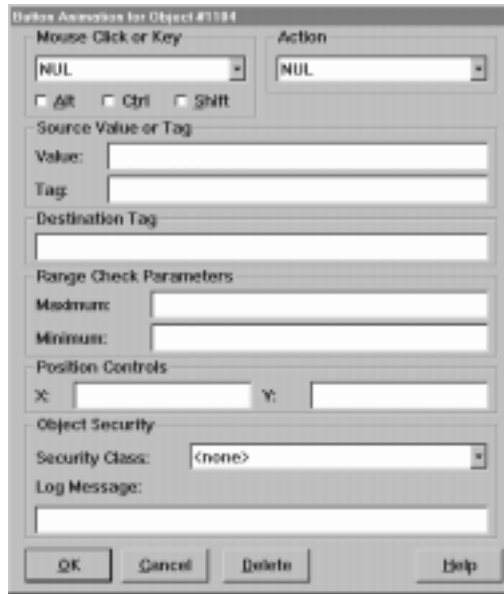 Button Animation for Object #1104
Mouse Click or Key
Action
NUL
NUL
Alt Ctrl Shift
Source Value or Tag
Value:
Tag:
Destination Tag
Range Check Parameters
Maximum:
Minimum:
Position Controls
X: Y:
Object Security
Security Class: <none>
Log Message:
OK Cancel Delete Help